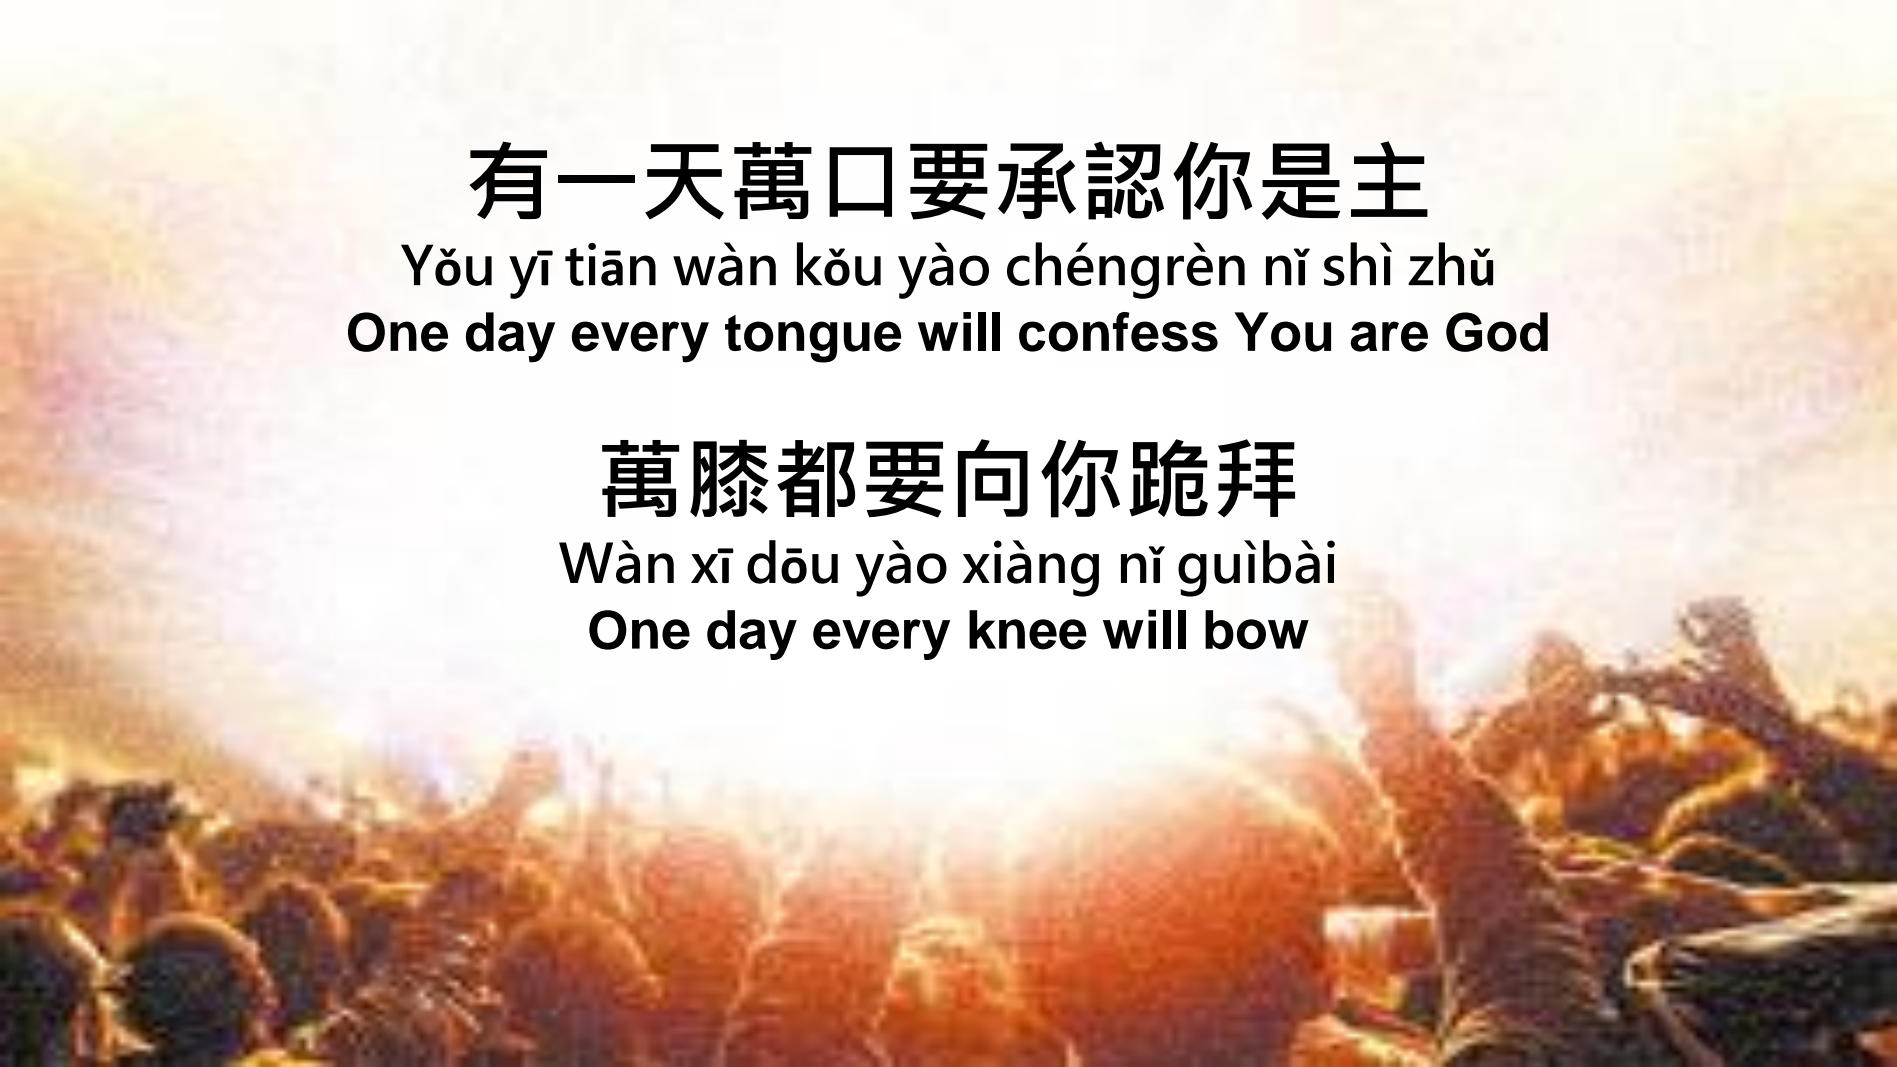 有一天萬口要承認你是主
Yǒu yī tiān wàn kǒu yào chéngrèn nǐ shì zhǔ
One day every tongue will confess You are God
萬膝都要向你跪拜
Wàn xī dōu yào xiàng nǐ guìbài
One day every knee will bow